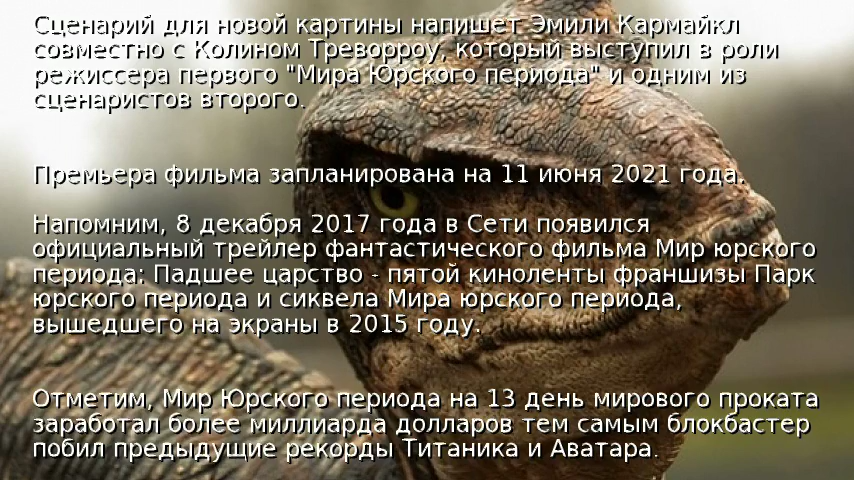 Сценарий для новой картины напишет Эмили Кармайкл
совместно с Колином Треворроу, который выступил в роли
режиссера первого "Мира Юрского периода" и одним из
сценаристов второго.
Премьера фильма запланирована на 11 июня 2021 года.
Напомним, 8 декабря 2017 года в Сети появился
официальный трейлер фантастического фильма Мир юрского
периода: Падшее царство - пятой киноленты франшизы Парк
юрского периода и сиквела Мира юрского периода,
вышедшего на экраны в 2015 году.
Отметим, Мир Юрского периода на 13 день мирового проката
заработал более миллиарда долларов тем самым блокбастер
побил предыдущие рекорды Титаника и Аватара.